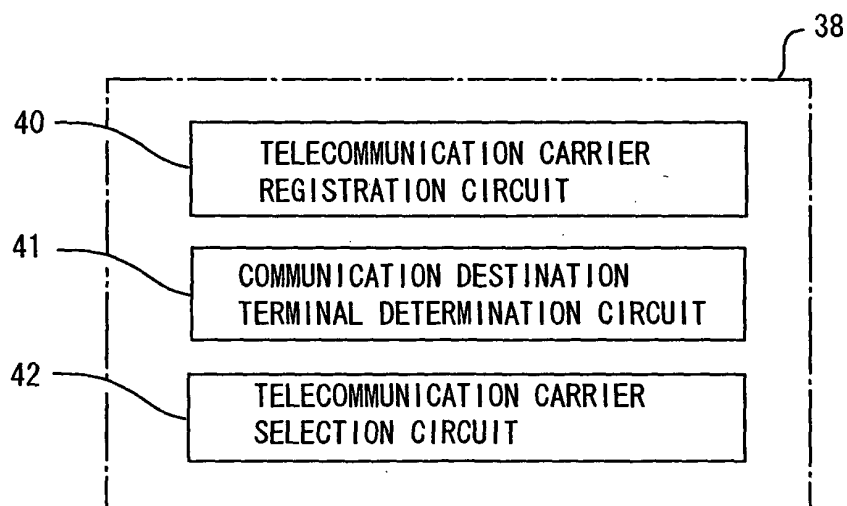 38
40
TELECOMMUNICATION CARRIER
REGISTRATION CIRCUIT
41
COMMUNICATION DESTINATION
TERMINAL DETERMINATION CIRCUIT
42
TELECOMMUNICATION CARRIER
SELECTION CIRCUIT